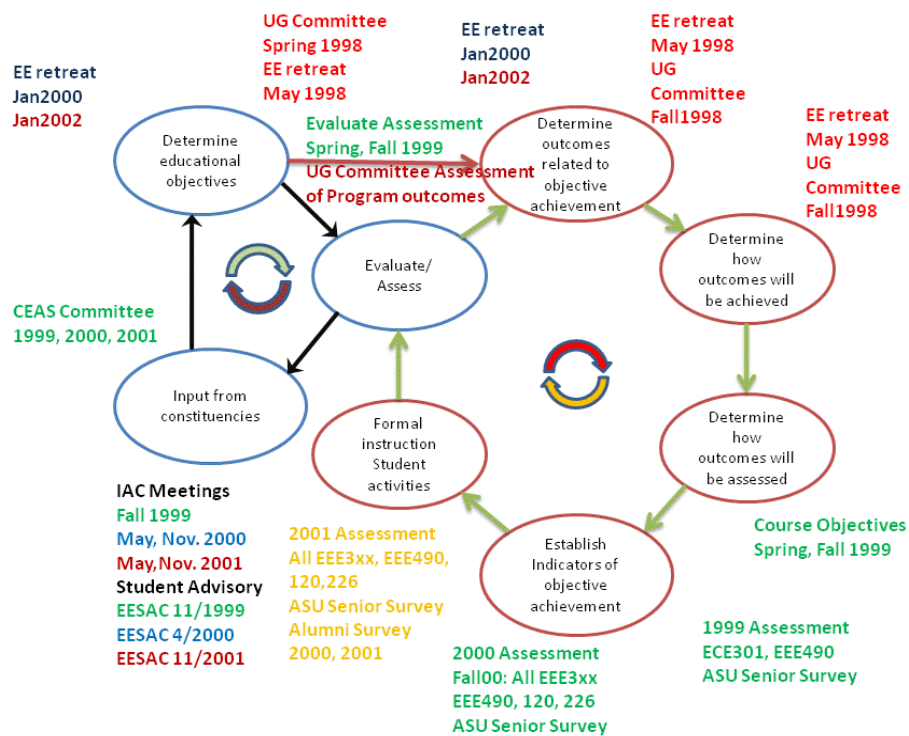 UG Committee
Spring 1998
EE retreat
May 1998
EE retreat
Jan2000
Jan2002
EE retreat
May 1998
UG
Committee
Fall1998
EE retreat
Jan2000
Jan2002
Determine
educational
objectives
Evaluate Assessment
Spring, Fall 1999
UG Committee Assessment
of Program outcomes
Determine
outcomes
related to
objective
achievement
EE retreat
May 1998
UG
Committee
Fall1998
Evaluate/
Assess
Determine
how
outcomes will
be achieved
CEAS Committee
1999, 2000, 2001
Input from
constituencies
Formal
instruction
Student
activities
Determine
how
outcomes will
be assessed
IAC Meetings
Fall 1999
May, Nov. 2000
May,Nov. 2001
Student Advisory
EESAC 11/1999
EESAC 4/2000
EESAC 11/2001
2001 Assessment
All EEE3xx, EEE490,
120,226
ASU Senior Survey
Alumni Survey
2000, 2001
Establish
Indicators of
objective
achievement
Course Objectives
Spring, Fall 1999
2000 Assessment
Fall00: All EEE3xx
EEE490, 120, 226
ASU Senior Survey
1999 Assessment
ECE301, EEE490
ASU Senior Survey